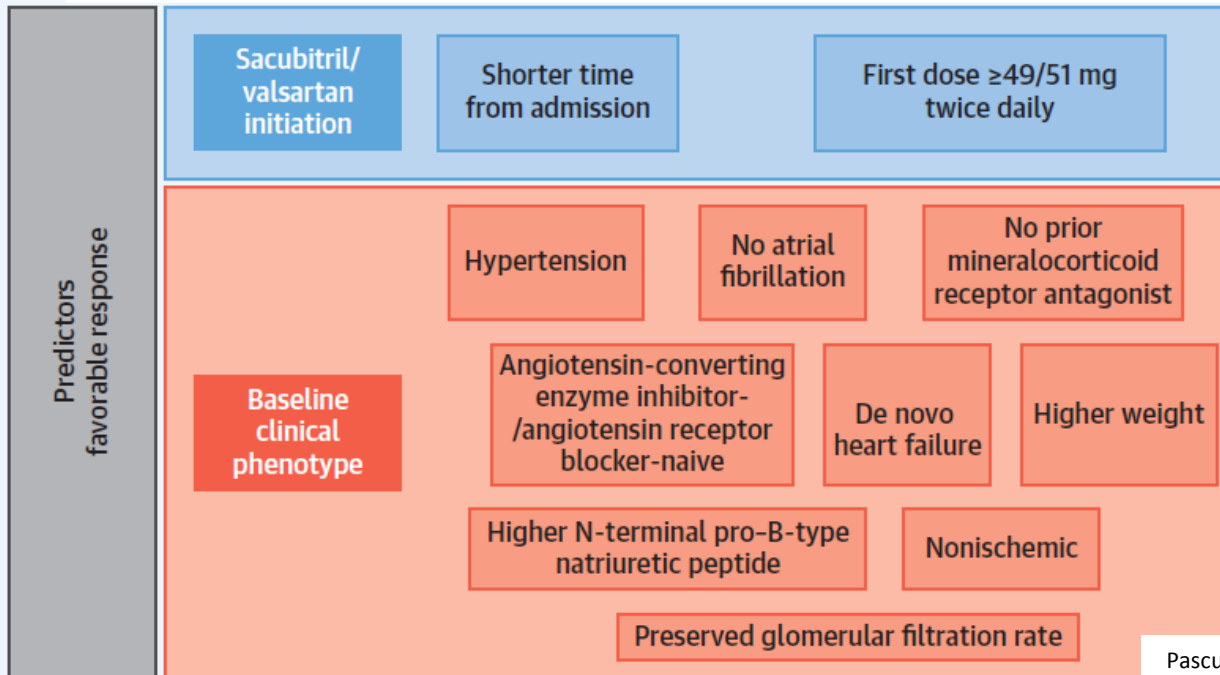 Predictors
favorable response
Sacubitril/
valsartan
initiation
Shorter time
from admission
First dose ≥49/51 mg
twice daily
Baseline
clinical
phenotype
Hypertension
No atrial
fibrillation
No prior
mineralocorticoid
receptor antagonist
Angiotensin-converting
enzyme inhibitor-
/angiotensin receptor
blocker-naive
De novo
heart failure
Higher weight
Higher N-terminal pro–B-type
natriuretic peptide
Nonischemic
Preserved glomerular filtration rate